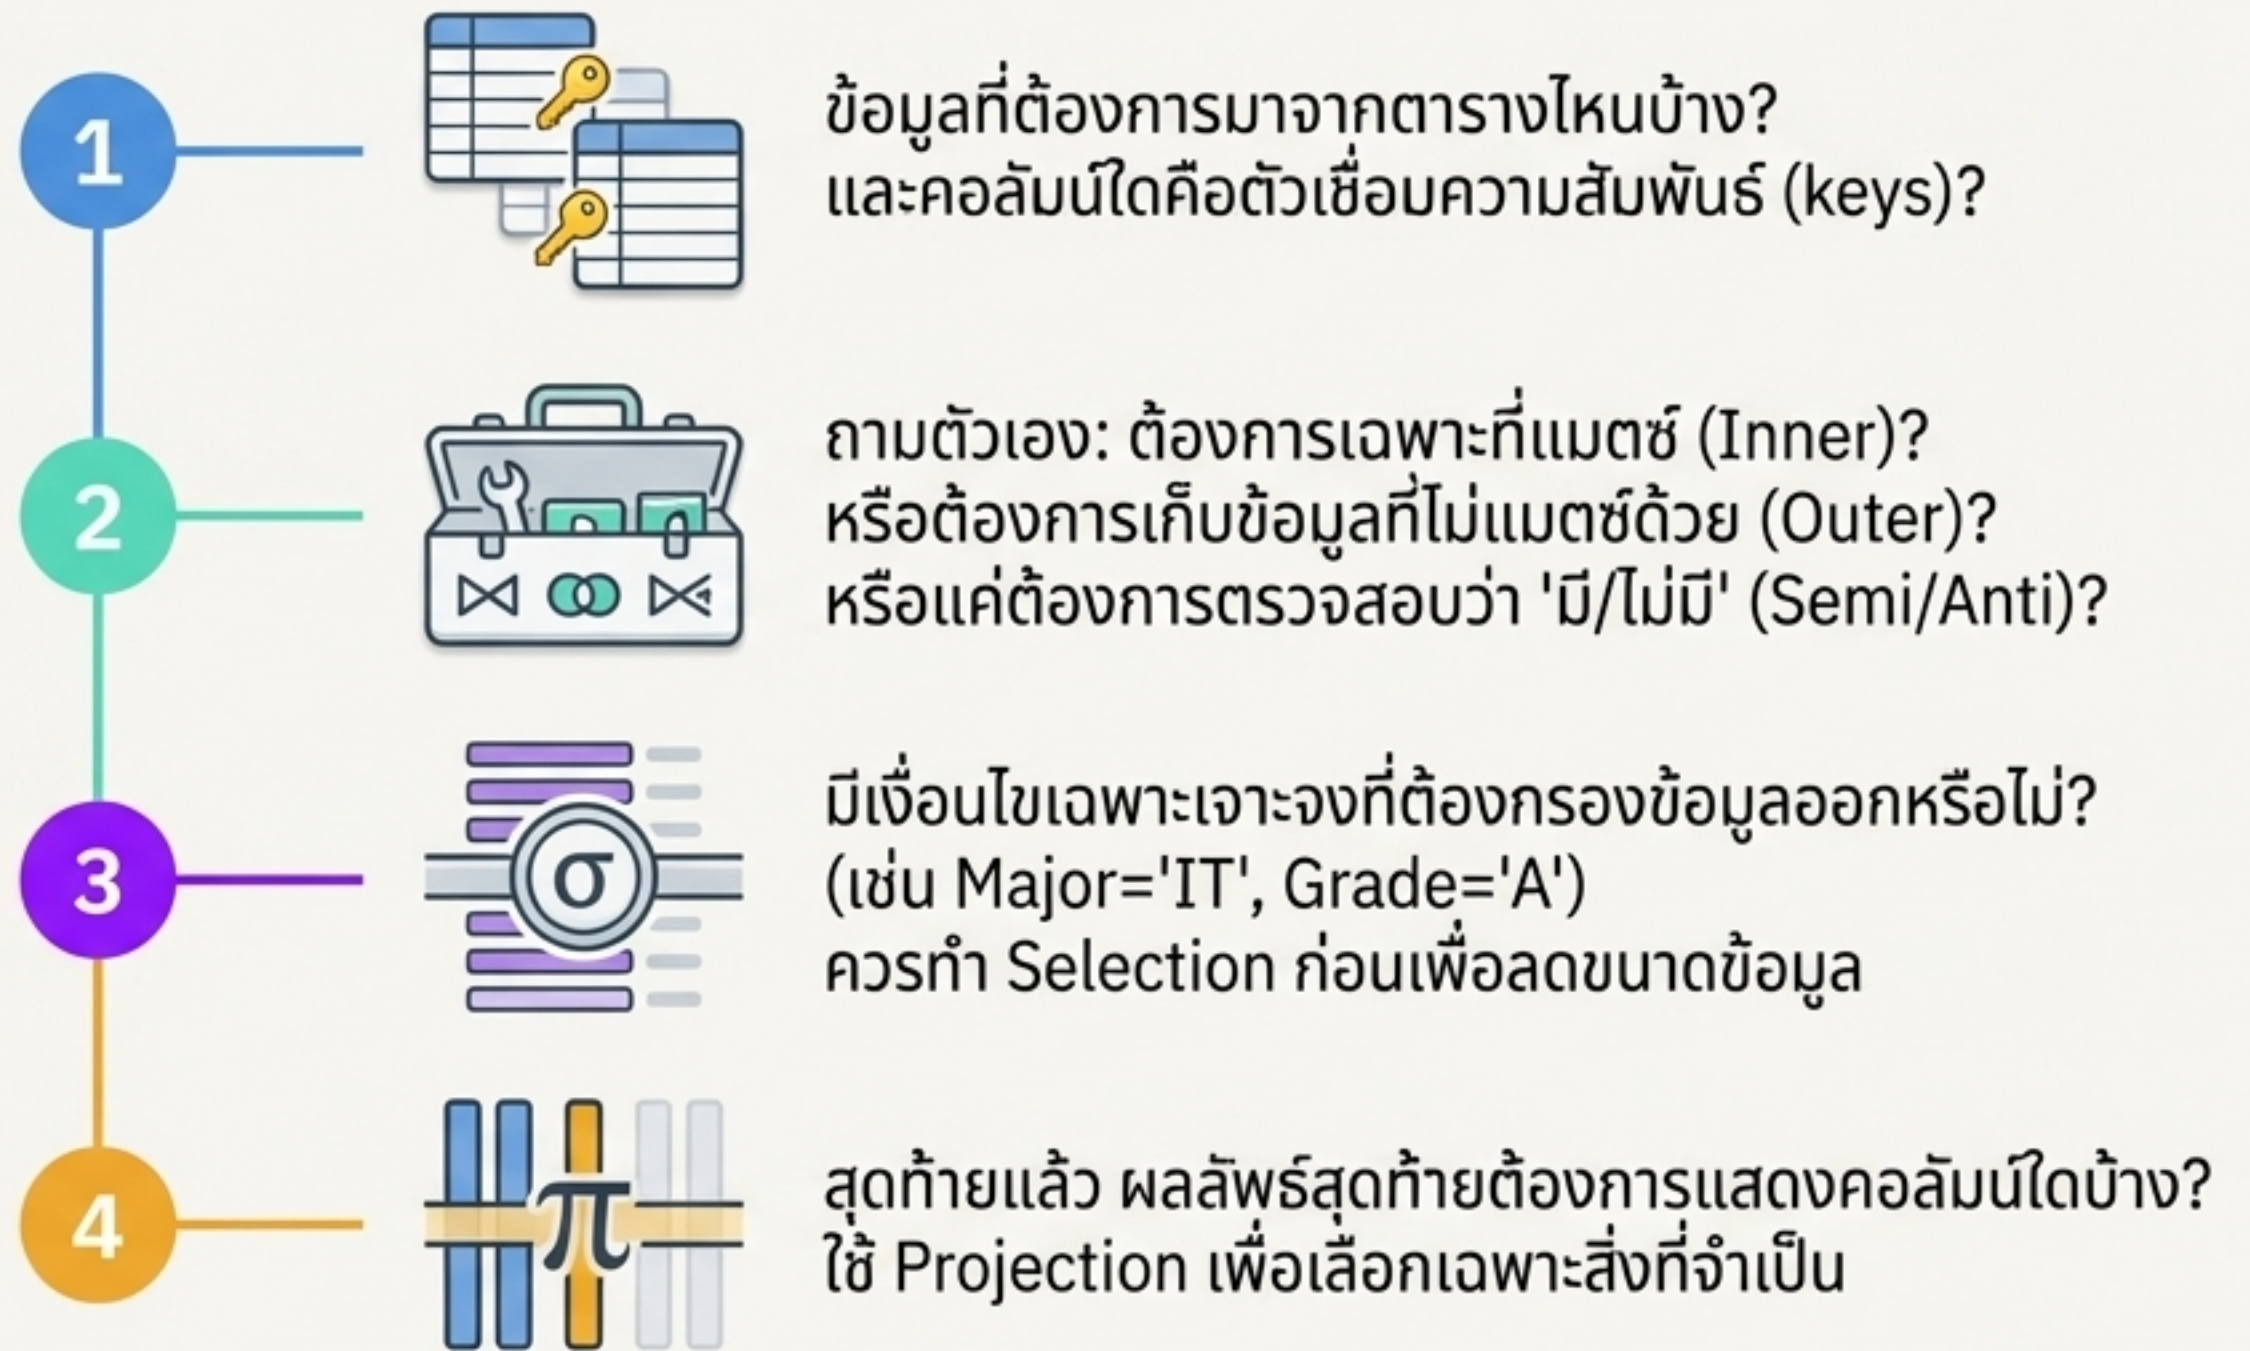 1
ข้อมูลที่ต้องการมาจากตารางไหนบ้าง?
และคอลัมน์ใดคือตัวเชื่อมความสัมพันธ์ (keys)?
2
ถามตัวเอง: ต้องการเฉพาะที่แมตซ์ (Inner)?
หรือต้องการเก็บข้อมูลที่ไม่แมตซ์ด้วย (Outer)?
หรือแค่ต้องการตรวจสอบว่า 'มี/ไม่มี' (Semi/Anti)?
3
σ
มีเงื่อนไขเฉพาะเจาะจงที่ต้องกรองข้อมูลออกหรือไม่?
(เช่น Major='IT', Grade='A')
ควรทำ Selection ก่อนเพื่อลดขนาดข้อมูล
4
π
สุดท้ายแล้ว ผลลัพธ์สุดท้ายต้องการแสดงคอลัมน์ใดบ้าง?
ใช้ Projection เพื่อเลือกเฉพาะสิ่งที่จำเป็น